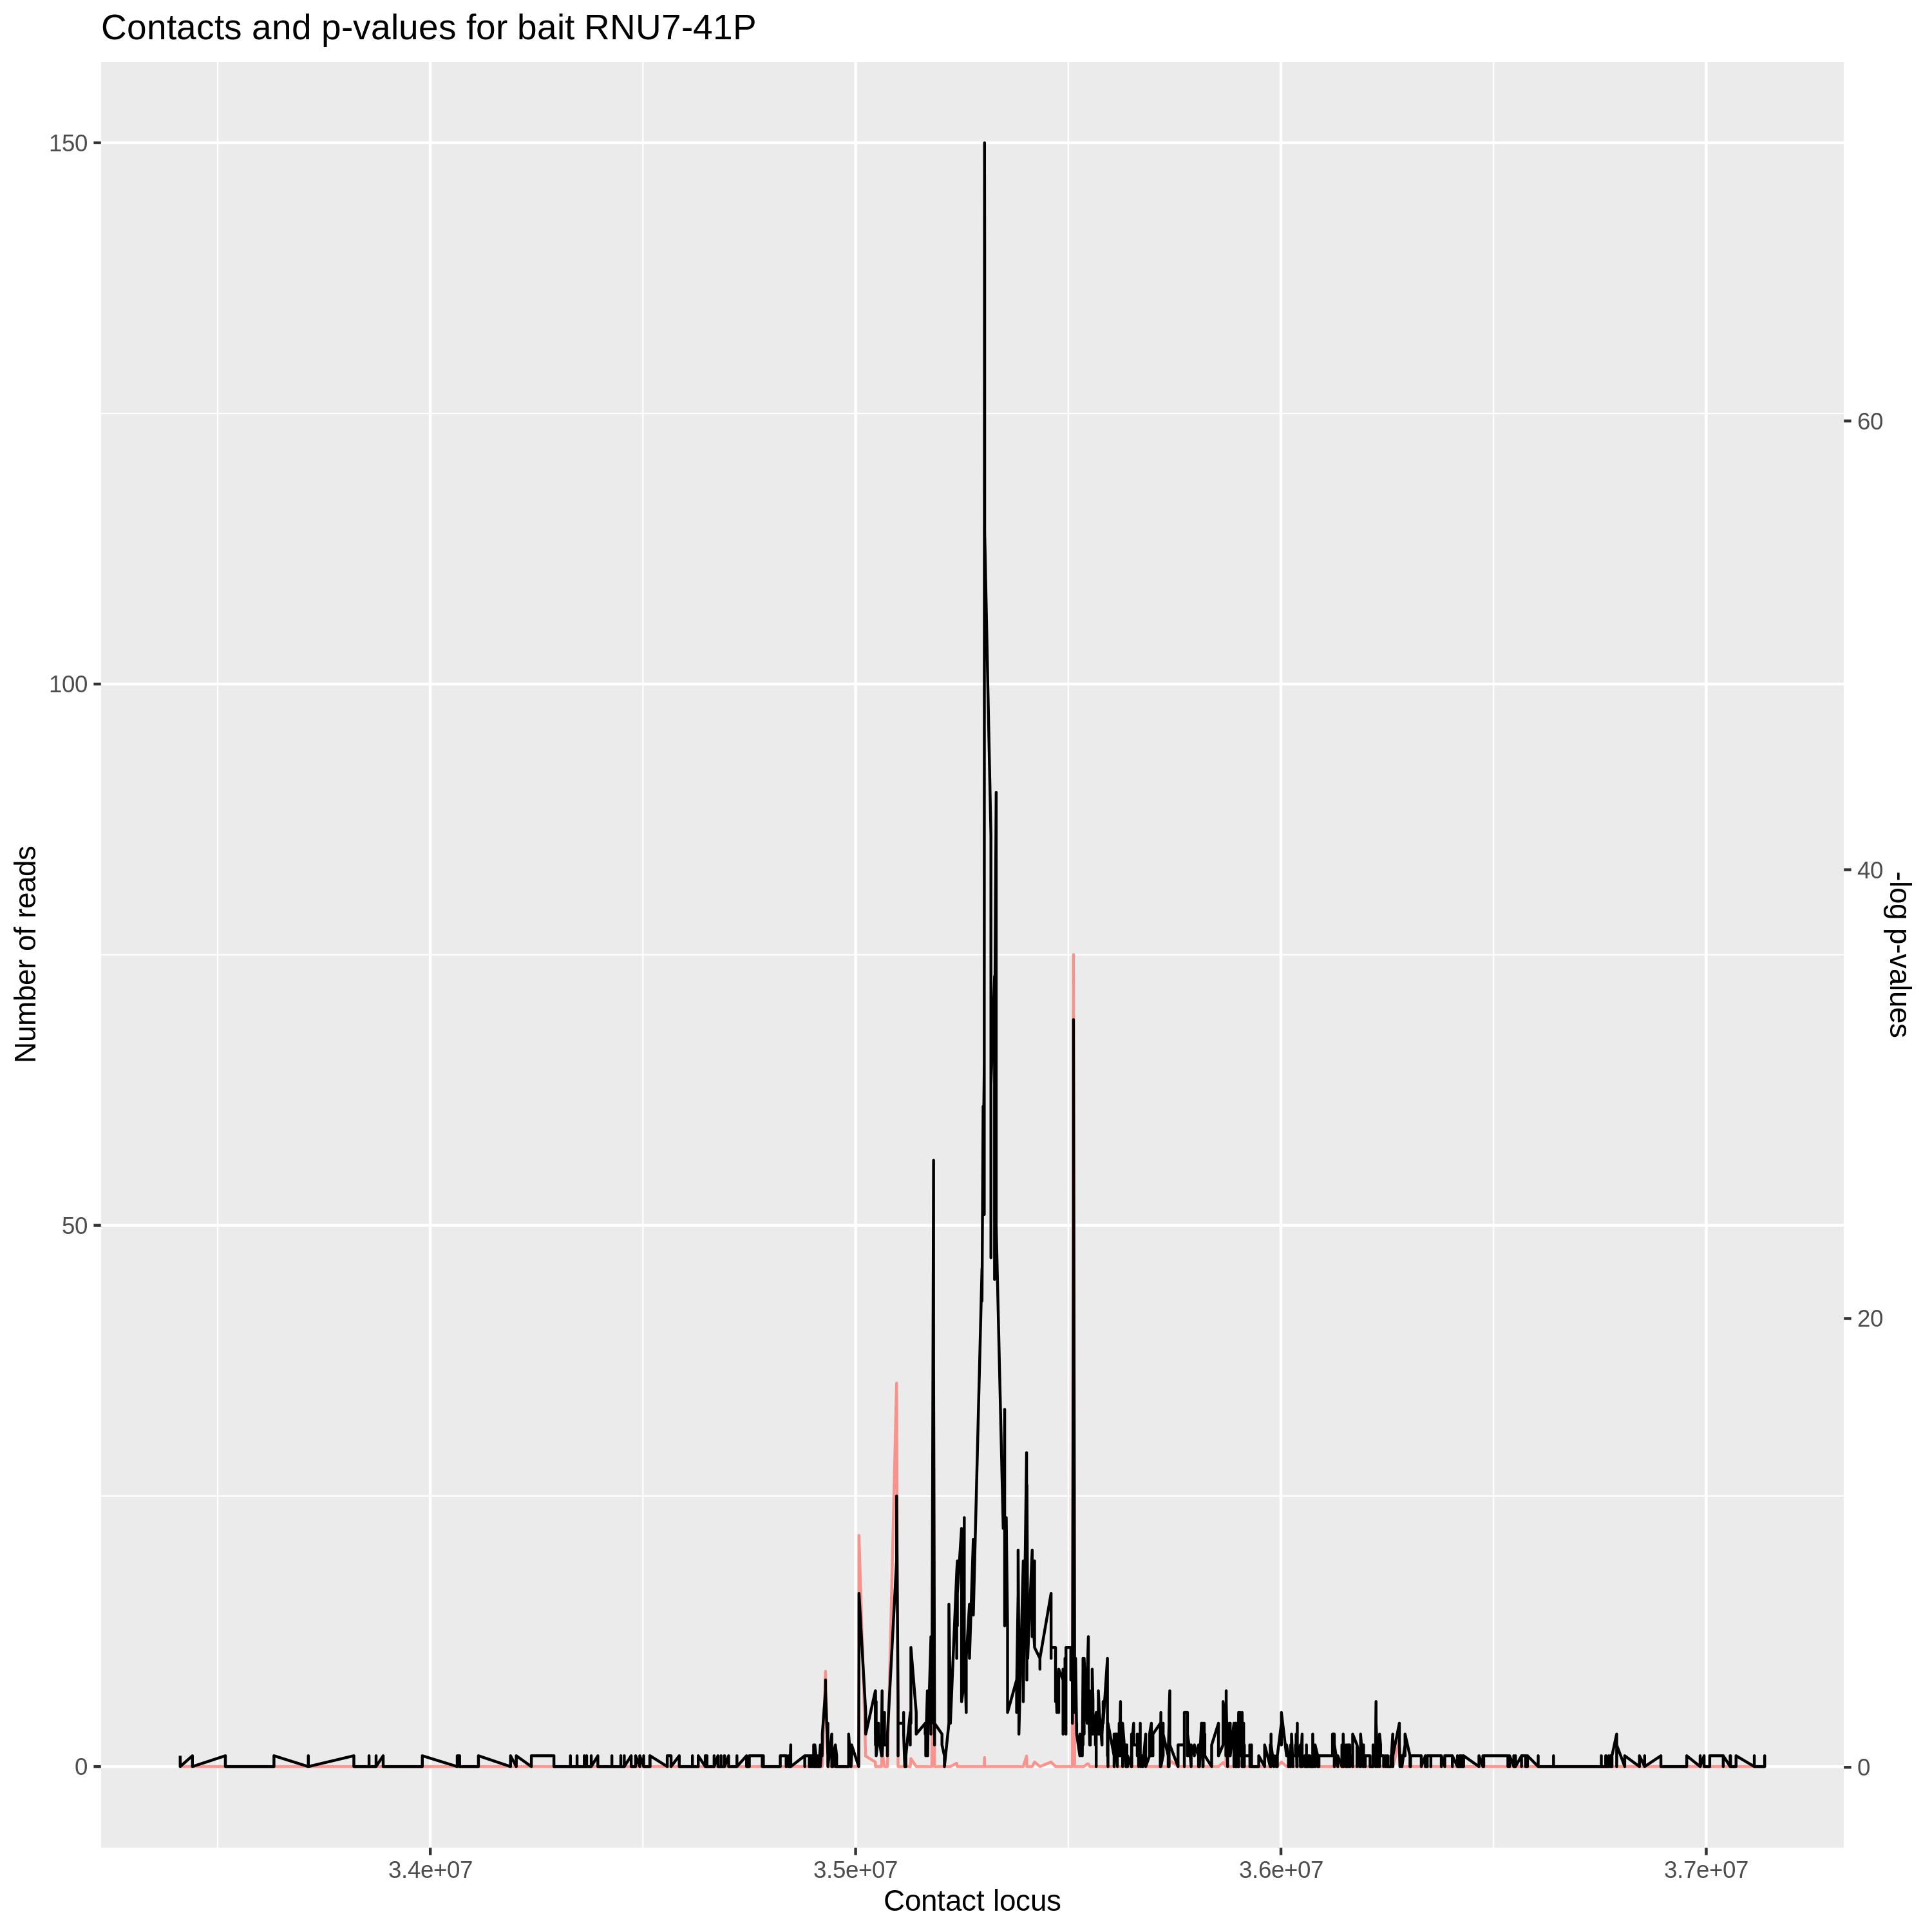 Contacts and p-values for bait RNU7-41P
150
100
50
0
Number of reads
60
40
20
0
-log p-values
3.4e+07
3.5e+07
3.6e+07
3.7e+07
Contact locus